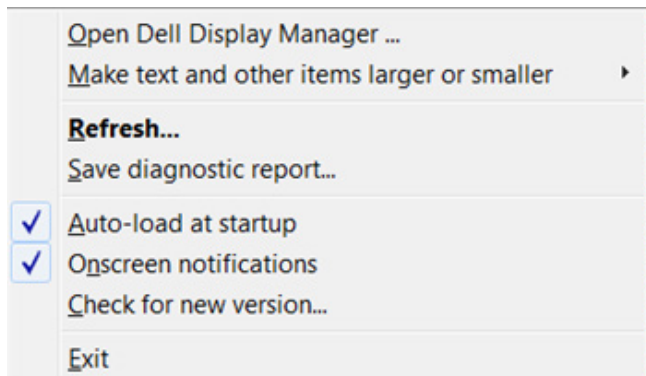 Open Dell Display Manager ...
Make text and other items larger or smaller
Refresh...
Save diagnostic report...
Auto-load at startup
Onscreen notifications
Check for new version...
Exit